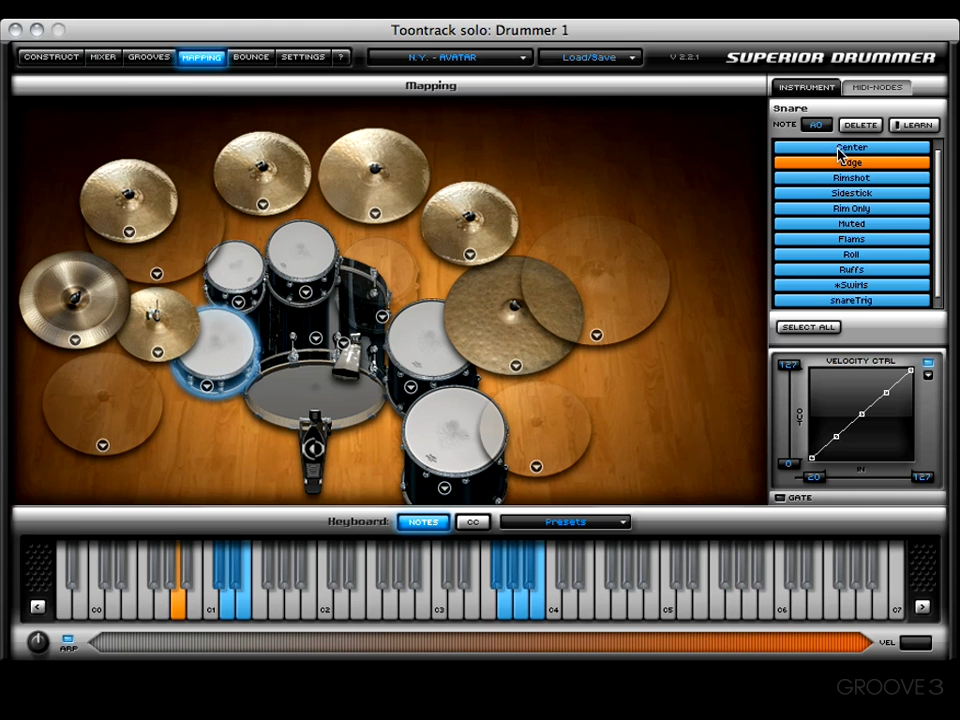 Toontrack solo: Drummer 1
CONSTRUCT MIXER GROOVES MAPPING BOUNCE SETTINGS ? N.Y. - AVATAR Load/Save V 2.2.1 SUPERIOR DRUMMER
Mapping
INSTRUMENT MIDI-NODES
Snare
NOTE A0 DELETE LEARN
Center
Edge
Rimshot
Sidestick
Rim Only
Muted
Flams
Roll
Ruffs
*Swirls
snareTrig
SELECT ALL
VELOCITY CTRL
127
OUT
0
IN
20 127
GATE
Keyboard: NOTES CC Presets
C0 C1 C2 C3 C4 C5 C6 C7
< >
ARP VEL
GROOVE3